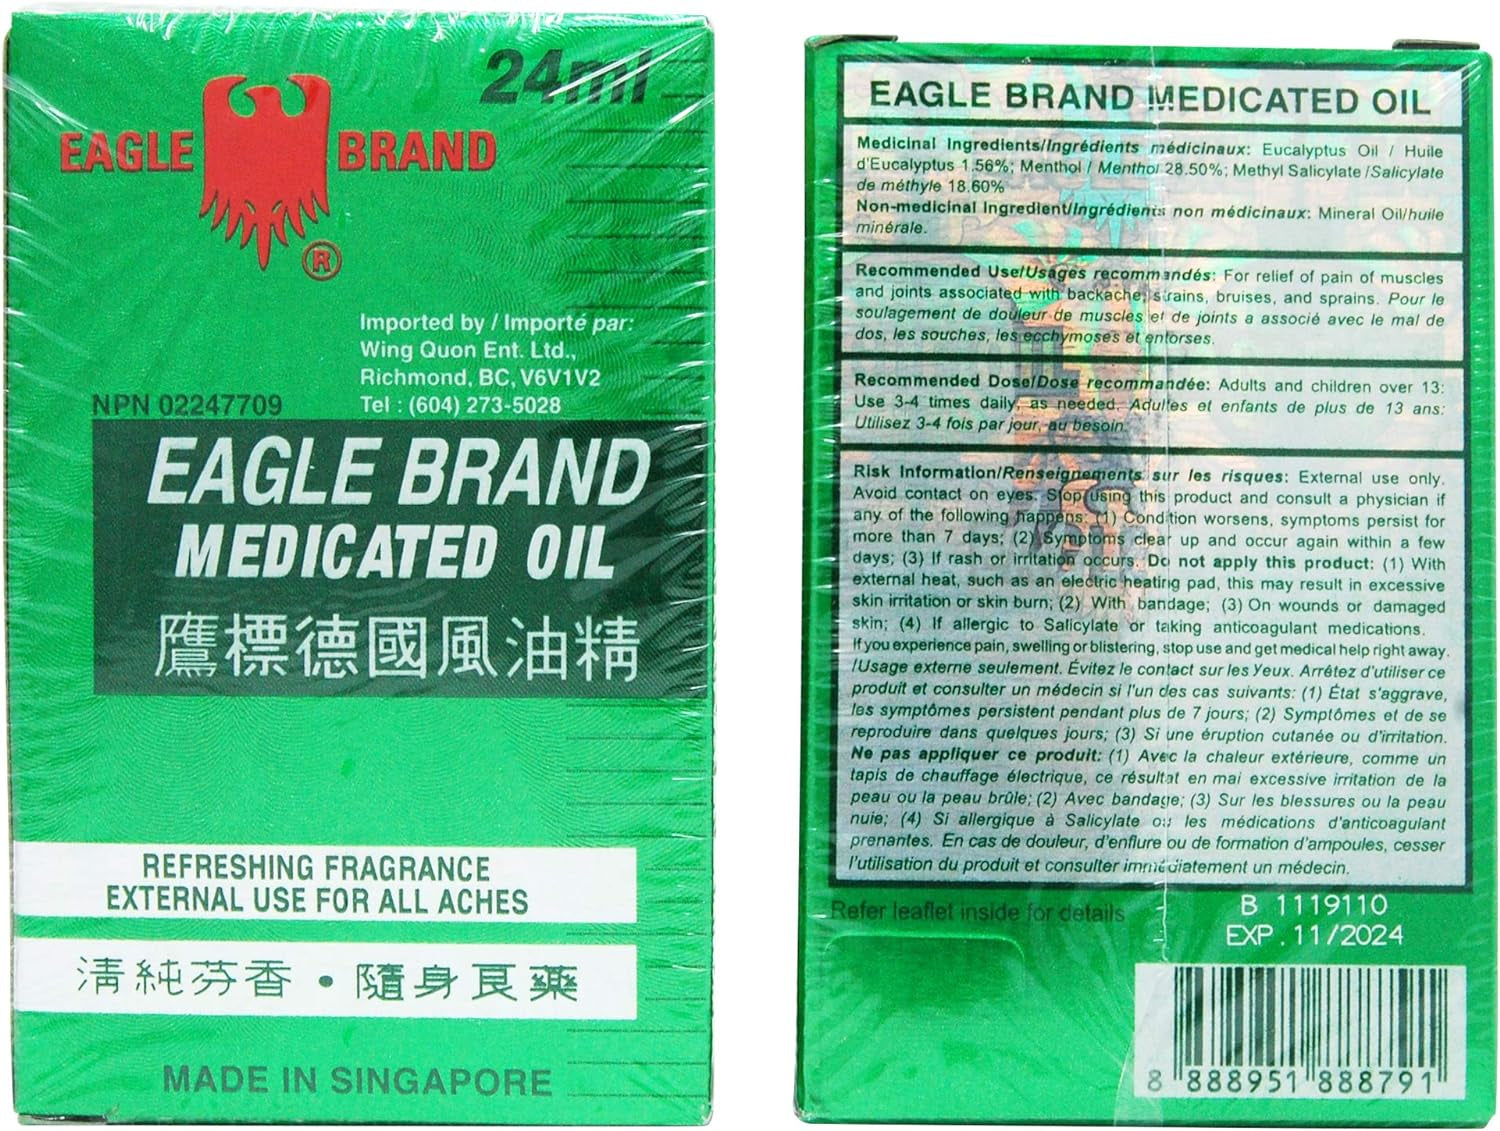 24ml
EAGLE BRAND
®
Imported by / Importé par:
Wing Quon Ent. Ltd.,
Richmond, BC, V6V1V2
Tel : (604) 273-5028
NPN 02247709
EAGLE BRAND
MEDICATED OIL
鷹標德國風油精
REFRESHING FRAGRANCE
EXTERNAL USE FOR ALL ACHES
清純芬香・隨身良藥
MADE IN SINGAPORE
EAGLE BRAND MEDICATED OIL
Medicinal Ingredients/Ingrédients médicinaux: Eucalyptus Oil / Huile
d'Eucalyptus 1.56%; Menthol / Menthol 28.50%; Methyl Salicylate /Salicylate
de méthyle 18.60%
Non-medicinal Ingredient/Ingrédients non médicinaux: Mineral Oil/huile
minérale.
Recommended Use/Usages recommandés: For relief of pain of muscles
and joints associated with backache, strains, bruises, and sprains. Pour le
soulagement de douleur de muscles et de joints a associé avec le mal de
dos, les souches, les ecchymoses et entorses.
Recommended Dose/Dose recommandée: Adults and children over 13:
Use 3-4 times daily, as needed. Adultes et enfants de plus de 13 ans:
Utilisez 3-4 fois par jour, au besoin.
Risk Information/Renseignements sur les risques: External use only.
Avoid contact on eyes. Stop using this product and consult a physician if
any of the following happens: (1) Condition worsens, symptoms persist for
more than 7 days; (2) Symptoms clear up and occur again within a few
days; (3) If rash or irritation occurs. Do not apply this product: (1) With
external heat, such as an electric heating pad, this may result in excessive
skin irritation or skin burn; (2) With bandage; (3) On wounds or damaged
skin; (4) If allergic to Salicylate or taking anticoagulant medications.
If you experience pain, swelling or blistering, stop use and get medical help right away.
/Usage externe seulement. Évitez le contact sur les Yeux. Arrêtez d'utiliser ce
produit et consulter un médecin si l'un des cas suivants: (1) État s'aggrave,
les symptômes persistent pendant plus de 7 jours; (2) Symptômes et de se
reproduire dans quelques jours; (3) Si une éruption cutanée ou d'irritation.
Ne pas appliquer ce produit: (1) Avec la chaleur extérieure, comme un
tapis de chauffage électrique, ce résultat en mai excessive irritation de la
peau ou la peau brûle; (2) Avec bandage; (3) Sur les blessures ou la peau
nuie; (4) Si allergique à Salicylate ou les médications d'anticoagulant
prenantes. En cas de douleur, d'enflure ou de formation d'ampoules, cesser
l'utilisation du produit et consulter immédiatement un médecin.
Refer leaflet inside for details
B 1119110
EXP. 11/2024
8 888951 888791